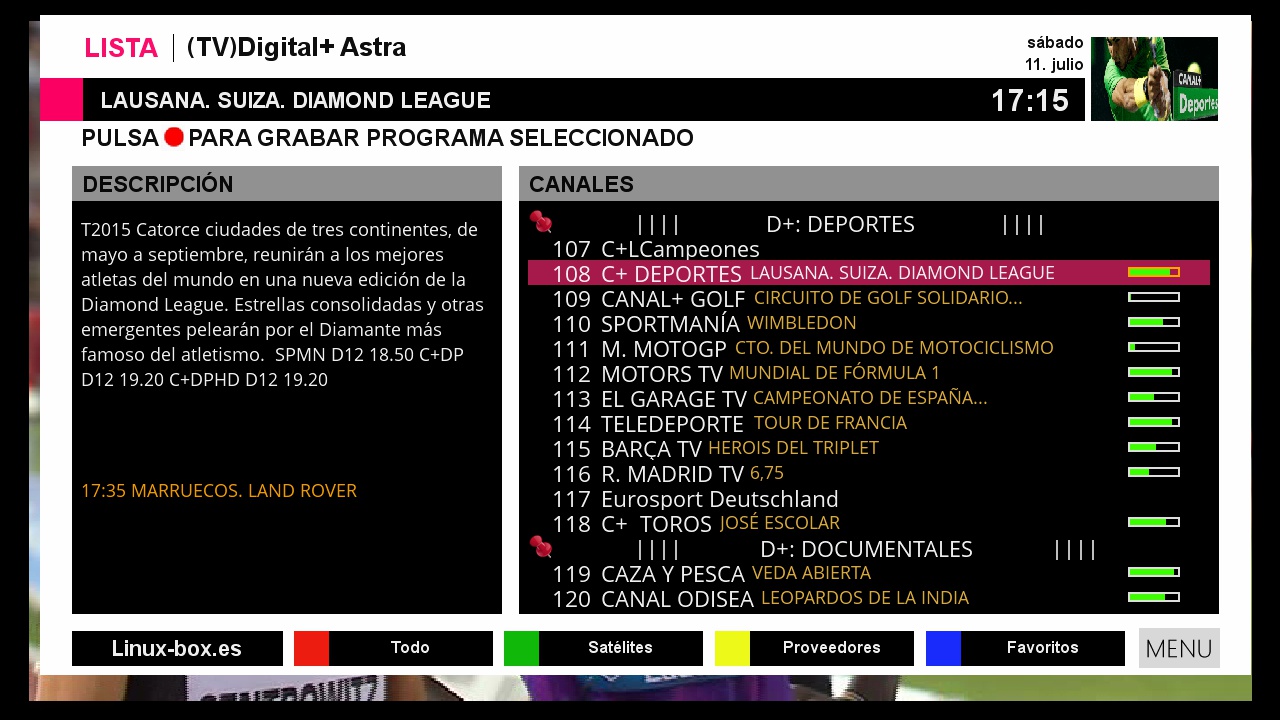 LISTA | (TV)Digital+ Astra
sábado
11. julio
CANAL+
Deportes
LAUSANA. SUIZA. DIAMOND LEAGUE 17:15
PULSA PARA GRABAR PROGRAMA SELECCIONADO
DESCRIPCIÓN
T2015 Catorce ciudades de tres continentes, de
mayo a septiembre, reunirán a los mejores
atletas del mundo en una nueva edición de la
Diamond League. Estrellas consolidadas y otras
emergentes pelearán por el Diamante más
famoso del atletismo.  SPMN D12 18.50 C+DP
D12 19.20 C+DPHD D12 19.20
17:35 MARRUECOS. LAND ROVER
CANALES
|||| D+: DEPORTES ||||
107 C+LCampeones
108 C+ DEPORTES LAUSANA. SUIZA. DIAMOND LEAGUE
109 CANAL+ GOLF CIRCUITO DE GOLF SOLIDARIO...
110 SPORTMANÍA WIMBLEDON
111 M. MOTOGP CTO. DEL MUNDO DE MOTOCICLISMO
112 MOTORS TV MUNDIAL DE FÓRMULA 1
113 EL GARAGE TV CAMPEONATO DE ESPAÑA...
114 TELEDEPORTE TOUR DE FRANCIA
115 BARÇA TV HEROIS DEL TRIPLET
116 R. MADRID TV 6,75
117 Eurosport Deutschland
118 C+  TOROS JOSÉ ESCOLAR
|||| D+: DOCUMENTALES ||||
119 CAZA Y PESCA VEDA ABIERTA
120 CANAL ODISEA LEOPARDOS DE LA INDIA
Linux-box.es Todo Satélites Proveedores Favoritos MENU